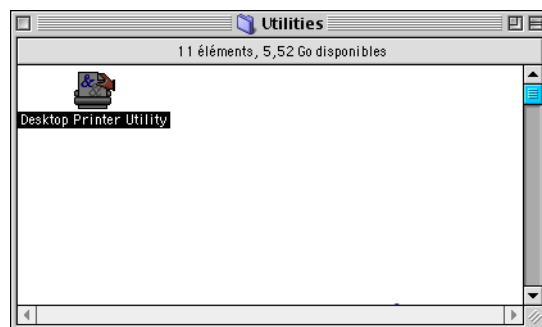 Utilities
11 éléments, 5,52 Go disponibles
Desktop Printer Utility